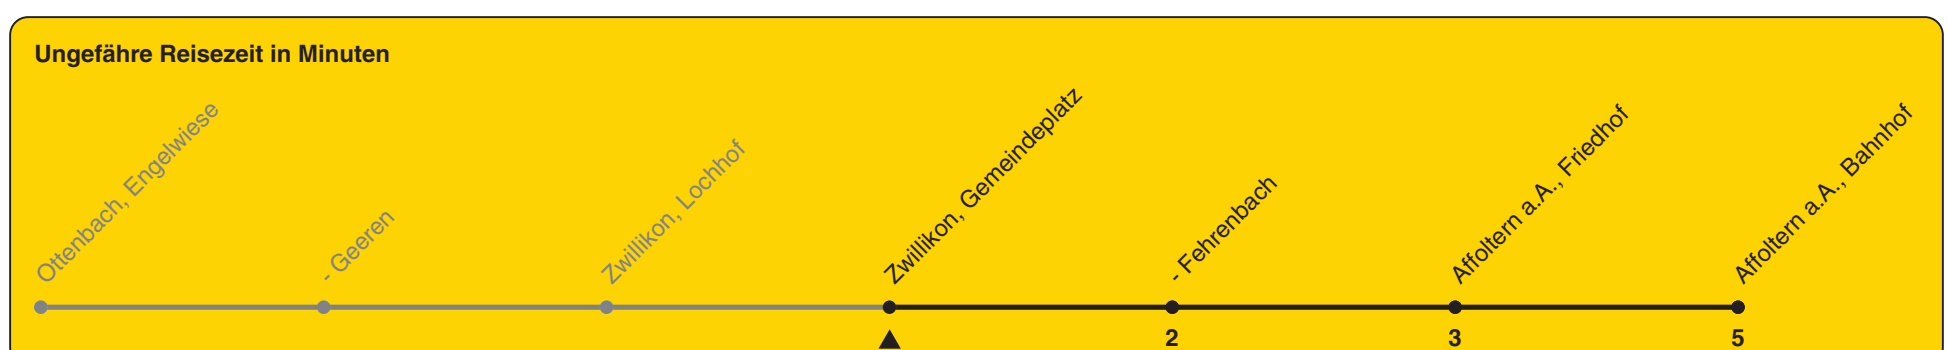 Ungefähre Reisezeit in Minuten
Ottenbach, Engelwiese
- Geeren
Zwillikon, Lochhof
Zwillikon, Gemeindeplatz
- Fehrenbach
Affoltern a.A., Friedhof
Affoltern a.A., Bahnhof
2
3
5